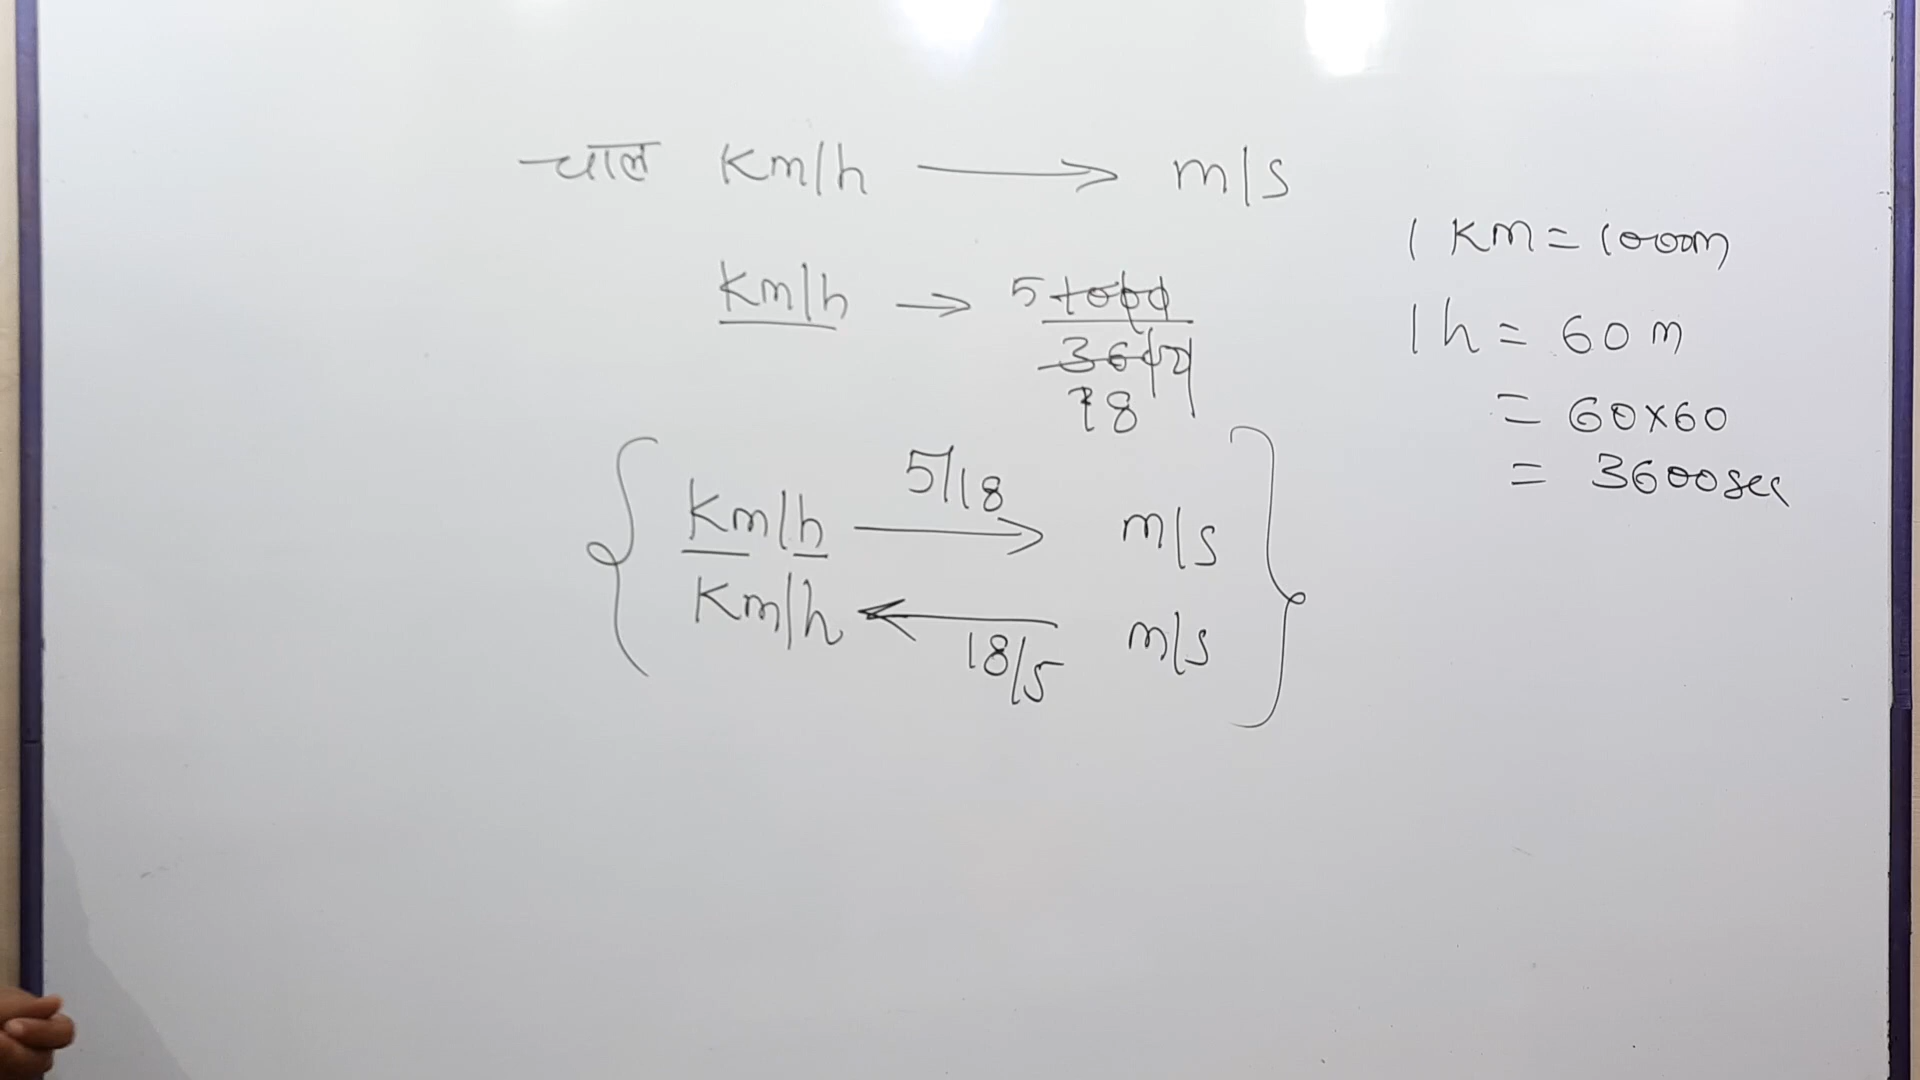 चाल Km/h → m/s
Km/h → 5 1000
3600
18
Km/h 5/18 → m/s
Km/h ← 18/5 m/s
1 KM = 1000m
1 h = 60 m
= 60×60
= 3600sec